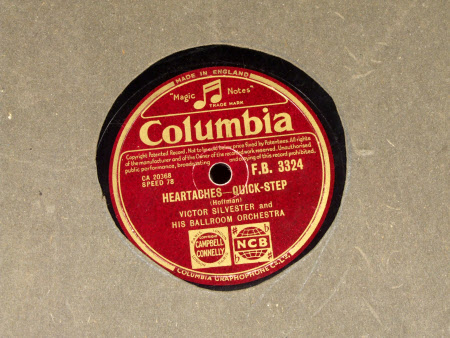 MADE IN ENGLAND
"Magic Notes"
TRADE MARK
Columbia
Copyright Patented Record. Not to be sold below price fixed by Patentees. All rights
of the manufacturer and of the Owner of the recorded work reserved. Unauthorised
public performance, broadcasting and copying of this record prohibited.
CA 20368
SPEED 78
F.B. 3324
HEARTACHES—QUICK-STEP
(Hoffman)
VICTOR SILVESTER and
HIS BALLROOM ORCHESTRA
COPYRIGHT
CAMPBELL
CONNELLY
NCB
COLUMBIA GRAPHOPHONE Co. LTD.